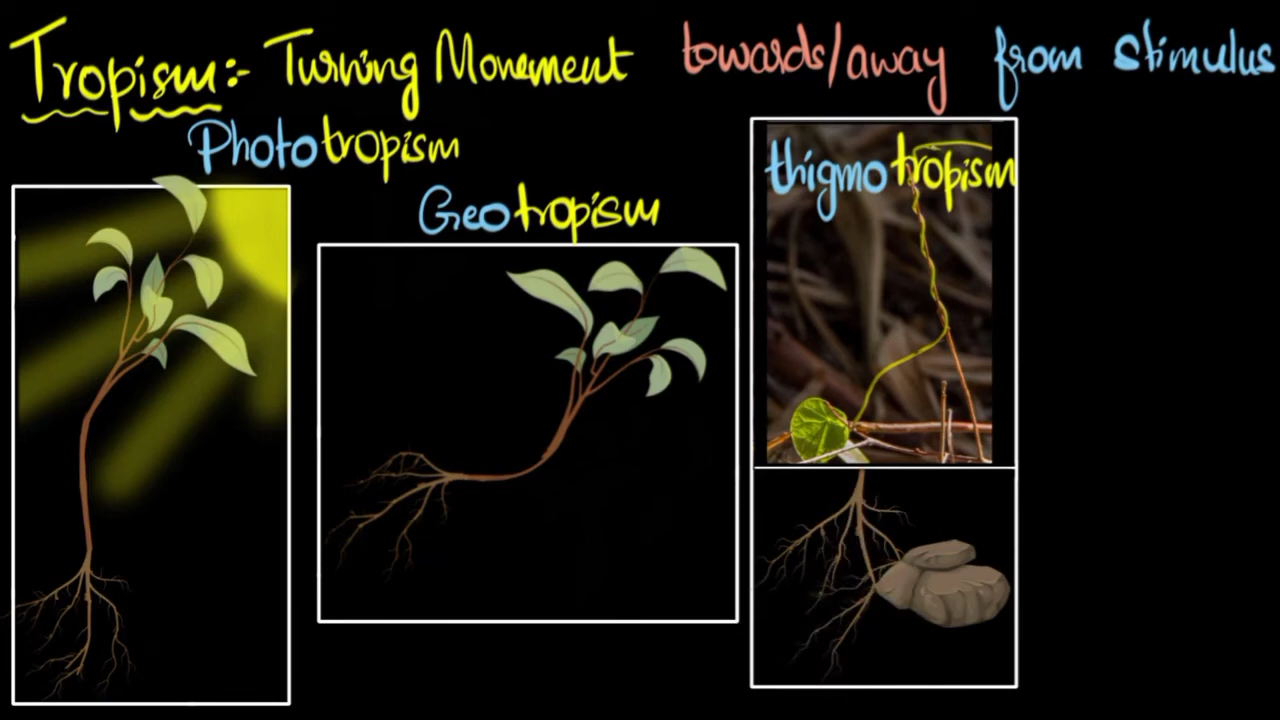 Tropism:- Turning Movement towards/away from Stimulus
Phototropism
Geotropism
thigmotropism